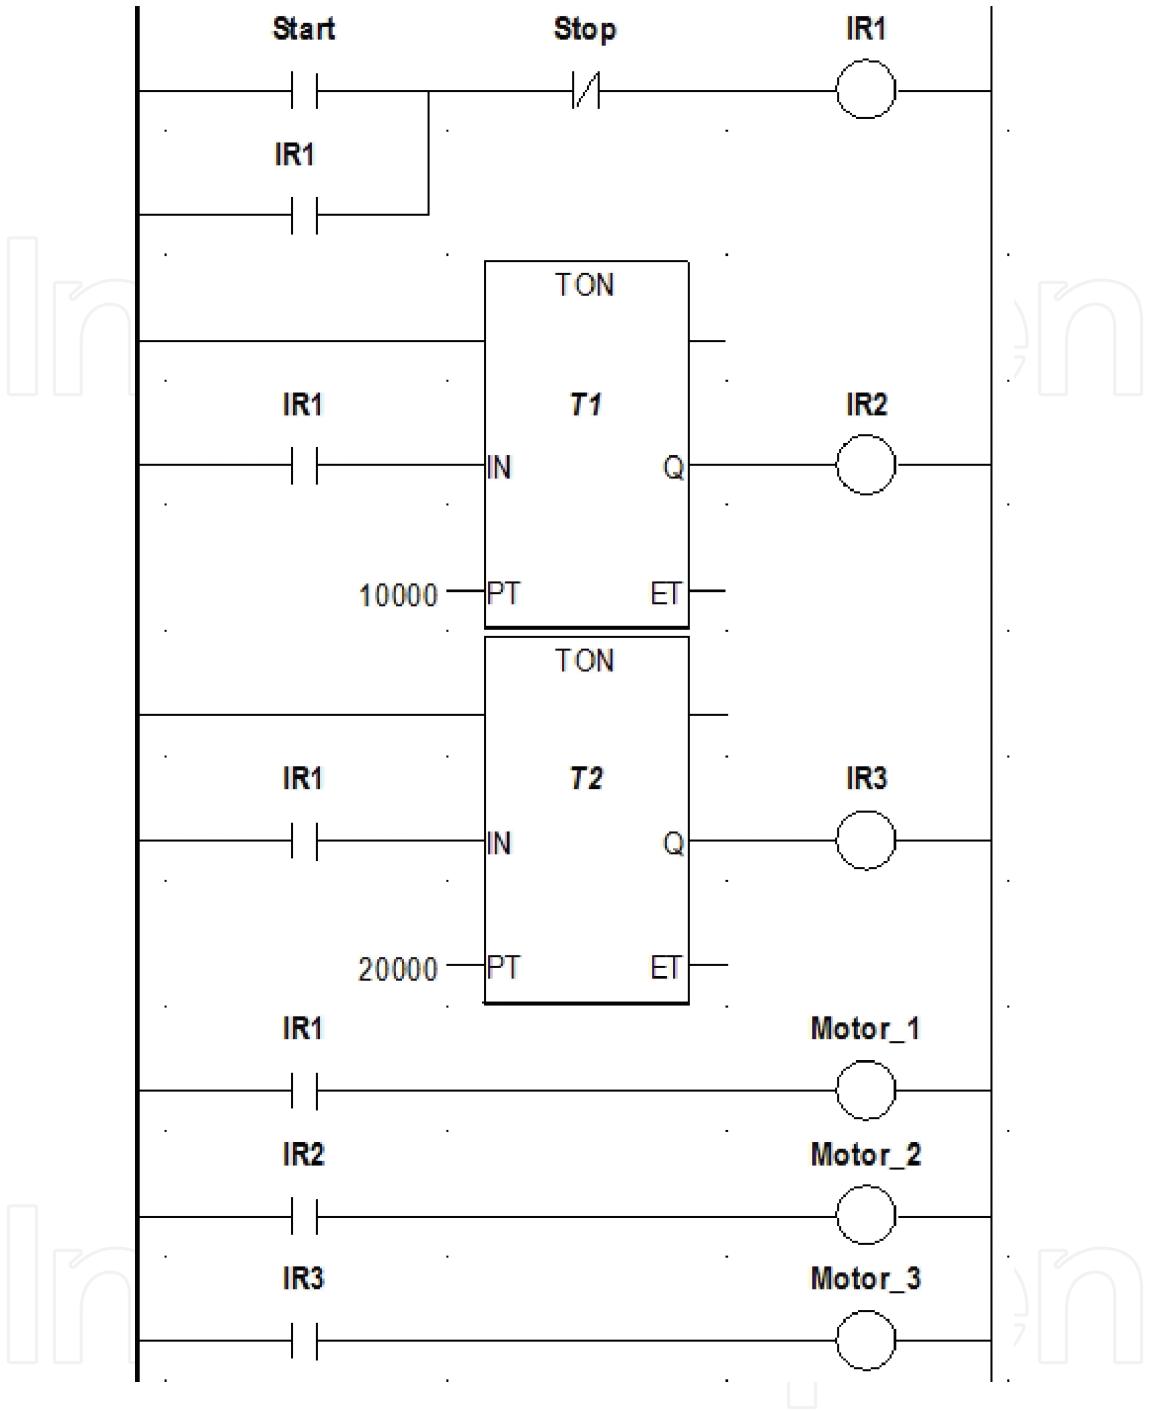 Start Stop IR1
IR1
TON
IR1 T1 IR2
IN Q
10000 PT ET
TON
IR1 T2 IR3
IN Q
20000 PT ET
IR1 Motor_1
IR2 Motor_2
IR3 Motor_3